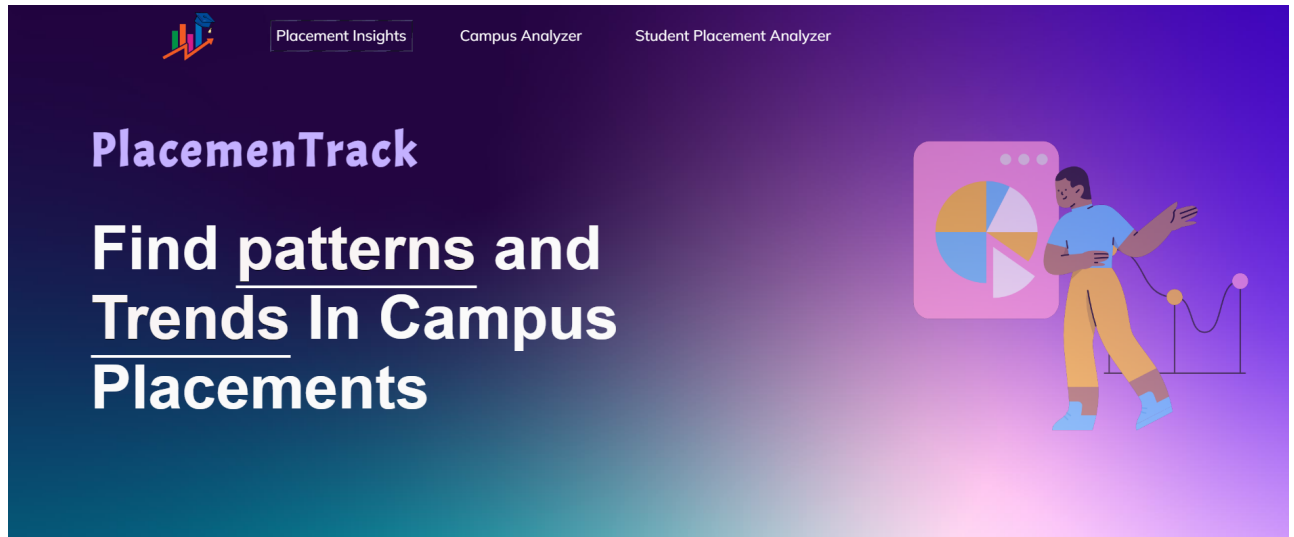 Placement Insights Campus Analyzer Student Placement Analyzer
PlacemenTrack
Find patterns and
Trends In Campus
Placements